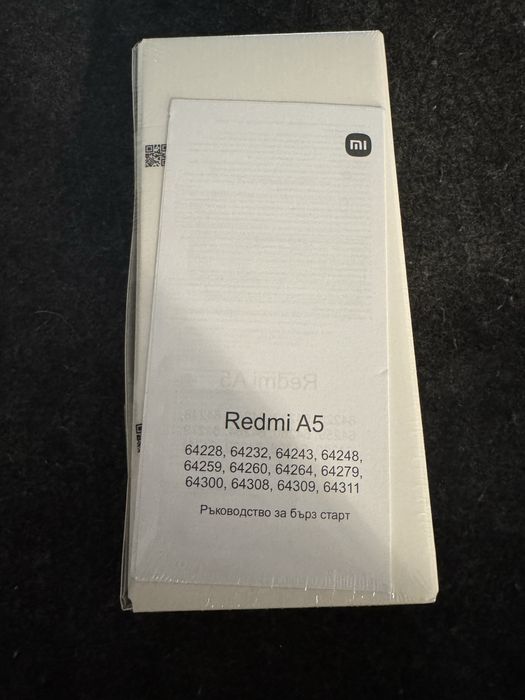 mi
Redmi A5
64228, 64232, 64243, 64248,
64259, 64260, 64264, 64279,
64300, 64308, 64309, 64311
Ръководство за бърз старт